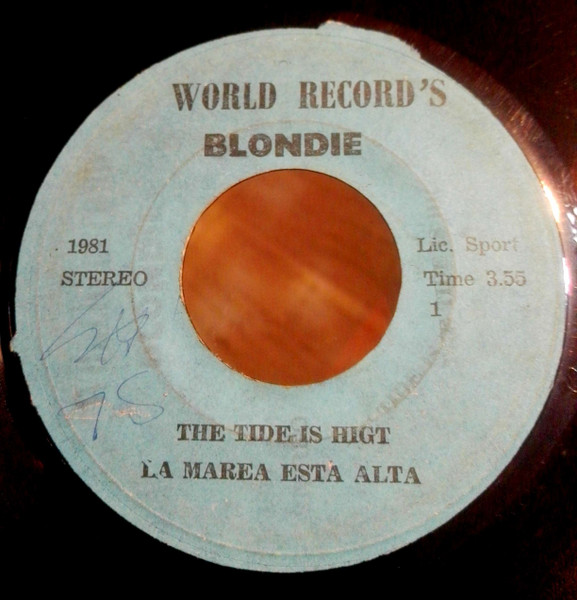 WORLD RECORD'S
BLONDIE
1981
STEREO
Lic. Sport
Time 3.55
1
THE TIDE IS HIGT
LA MAREA ESTA ALTA